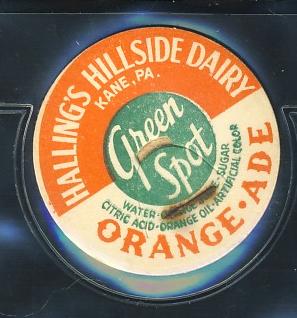 HALLING'S HILLSIDE DAIRY
KANE, PA.
Green
Spot
WATER - SUGAR
CITRIC ACID - ORANGE OIL - ARTIFICIAL COLOR
ORANGE · ADE